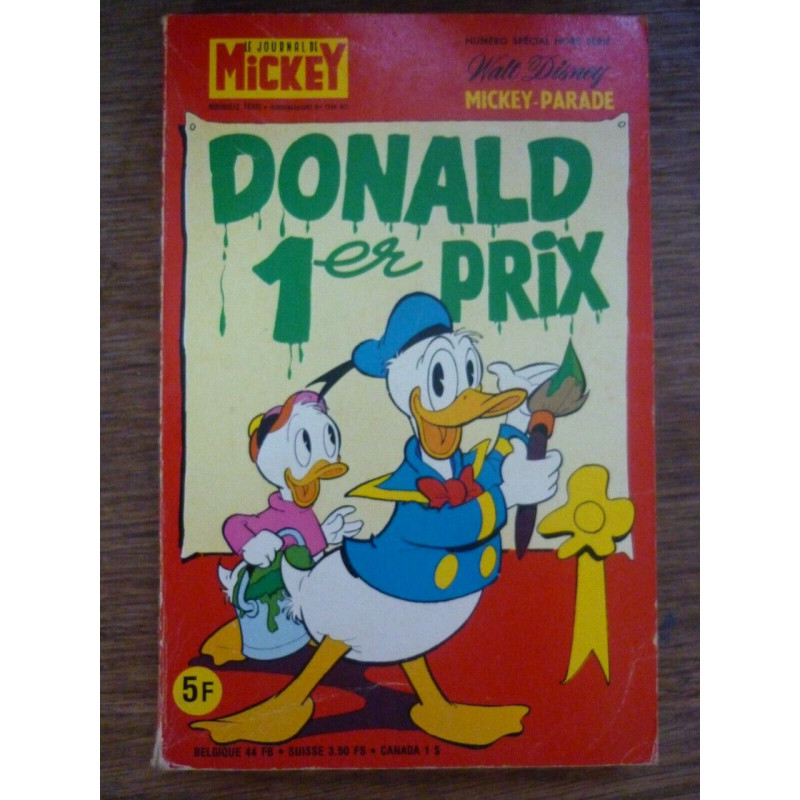 LE JOURNAL DE
MICKEY
NUMÉRO SPÉCIAL HORS SÉRIE
Walt Disney
MICKEY-PARADE
DONALD
1er PRIX
5F
BELGIQUE 44 FB • SUISSE 3,50 FS • CANADA 1 $